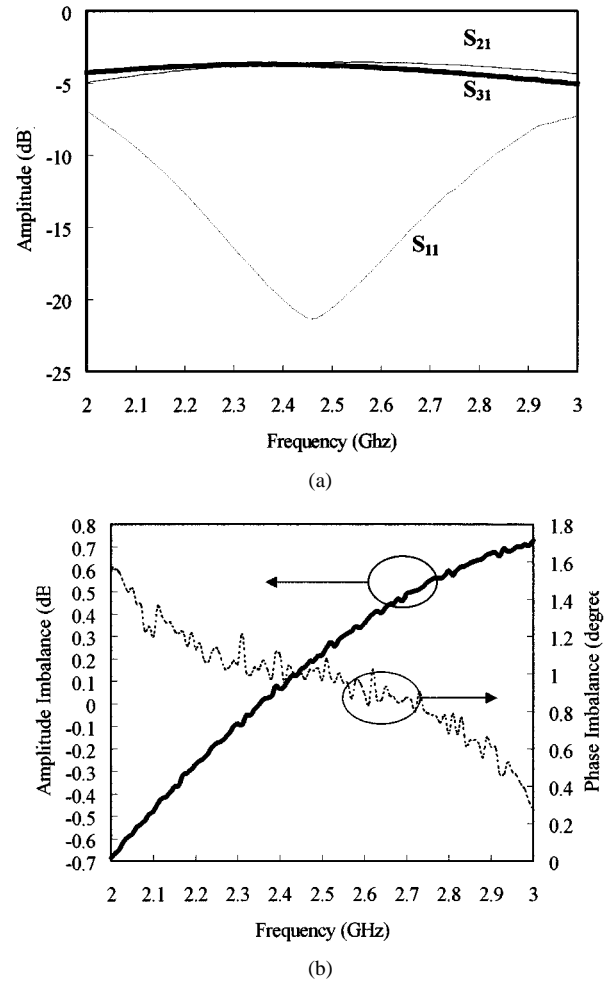 0
-5
-10
-15
-20
-25
Amplitude (dB)
S21
S31
S11
2 2.1 2.2 2.3 2.4 2.5 2.6 2.7 2.8 2.9 3
Frequency (Ghz)
(a)
0.8
0.7
0.6
0.5
0.4
0.3
0.2
0.1
0
-0.1
-0.2
-0.3
-0.4
-0.5
-0.6
-0.7
Amplitude Imbalance (dE
1.8
1.6
1.4
1.2
1
0.8
0.6
0.4
0.2
0
Phase Imbalance (degree
2 2.1 2.2 2.3 2.4 2.5 2.6 2.7 2.8 2.9 3
Frequency (GHz)
(b)